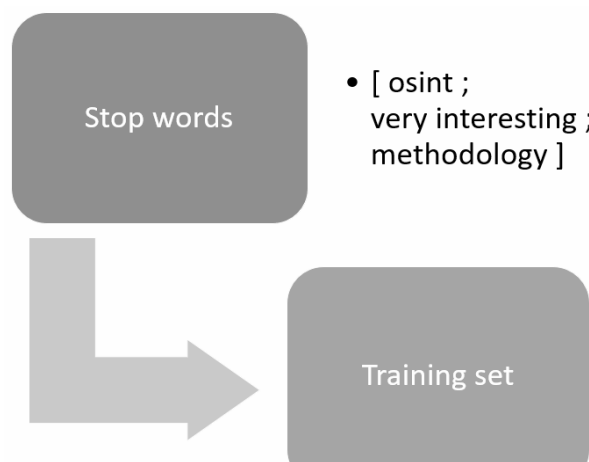 Stop words
• [ osint ;
very interesting ;
methodology ]
Training set